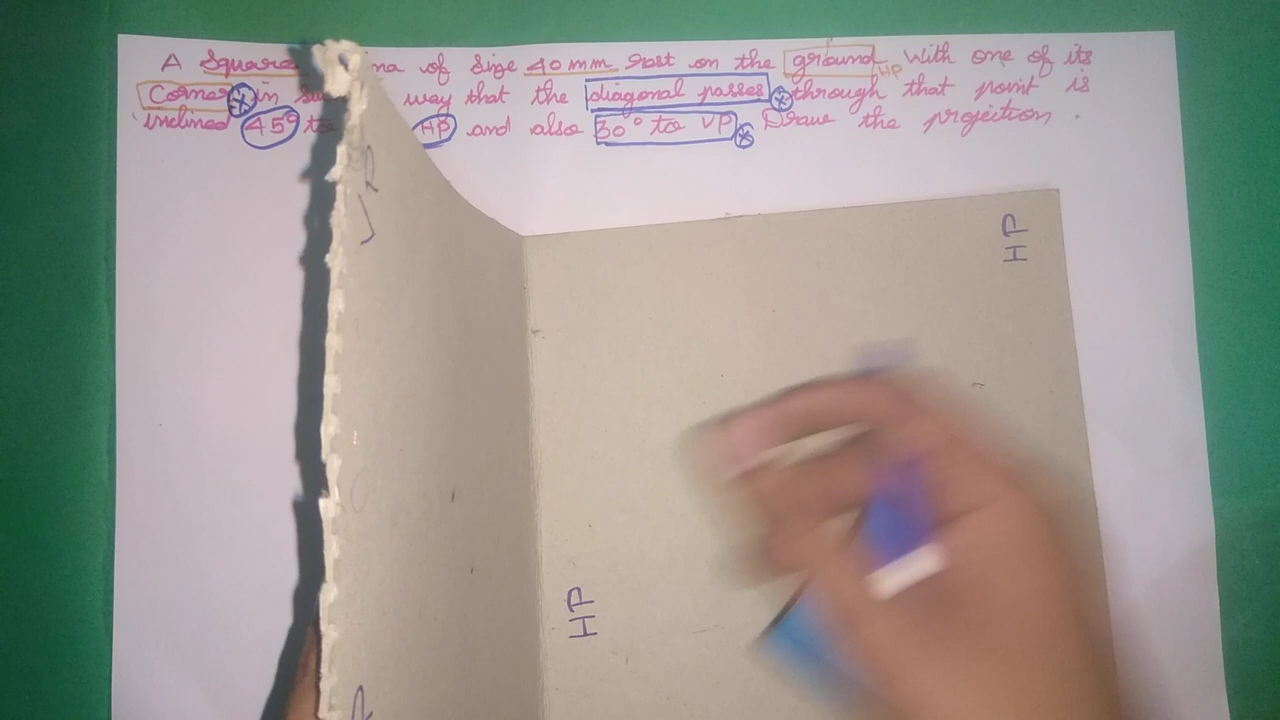 A Square na of Size 40 mm rest on the ground HP With one of its
Corner in way that the diagonal passes through that point is
inclined 45° to HP and also 30° to VP Draw the projection .
HP
HP